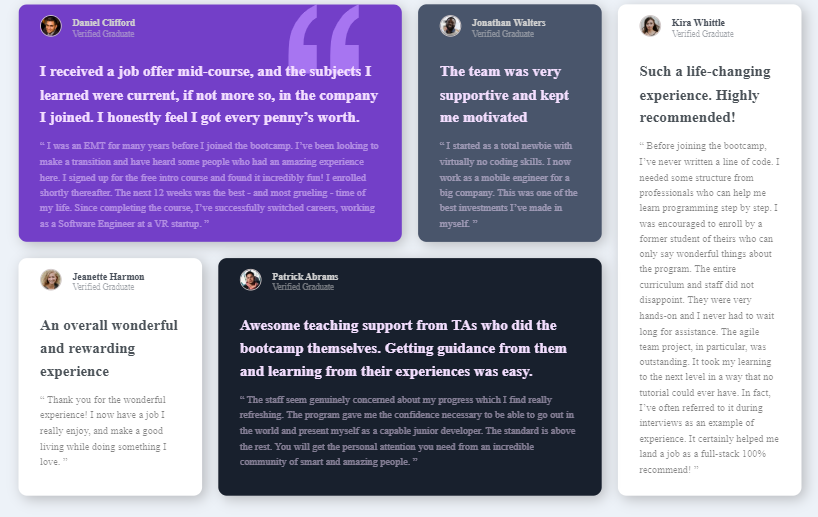 Daniel Clifford
Verified Graduate
I received a job offer mid-course, and the subjects I
learned were current, if not more so, in the company
I joined. I honestly feel I got every penny’s worth.
“ I was an EMT for many years before I joined the bootcamp. I’ve been looking to
make a transition and have heard some people who had an amazing experience
here. I signed up for the free intro course and found it incredibly fun! I enrolled
shortly thereafter. The next 12 weeks was the best - and most grueling - time of
my life. Since completing the course, I’ve successfully switched careers, working
as a Software Engineer at a VR startup. ”
Jonathan Walters
Verified Graduate
The team was very
supportive and kept
me motivated
“ I started as a total newbie with
virtually no coding skills. I now
work as a mobile engineer for a
big company. This was one of the
best investments I’ve made in
myself. ”
Kira Whittle
Verified Graduate
Such a life-changing
experience. Highly
recommended!
“ Before joining the bootcamp,
I’ve never written a line of code. I
needed some structure from
professionals who can help me
learn programming step by step. I
was encouraged to enroll by a
former student of theirs who can
only say wonderful things about
the program. The entire
curriculum and staff did not
disappoint. They were very
hands-on and I never had to wait
long for assistance. The agile
team project, in particular, was
outstanding. It took my learning
to the next level in a way that no
tutorial could ever have. In fact,
I’ve often referred to it during
interviews as an example of
experience. It certainly helped me
land a job as a full-stack 100%
recommend! ”
Jeanette Harmon
Verified Graduate
An overall wonderful
and rewarding
experience
“ Thank you for the wonderful
experience! I now have a job I
really enjoy, and make a good
living while doing something I
love. ”
Patrick Abrams
Verified Graduate
Awesome teaching support from TAs who did the
bootcamp themselves. Getting guidance from them
and learning from their experiences was easy.
“ The staff seem genuinely concerned about my progress which I find really
refreshing. The program gave me the confidence necessary to be able to go out in
the world and present myself as a capable junior developer. The standard is above
the rest. You will get the personal attention you need from an incredible
community of smart and amazing people. ”